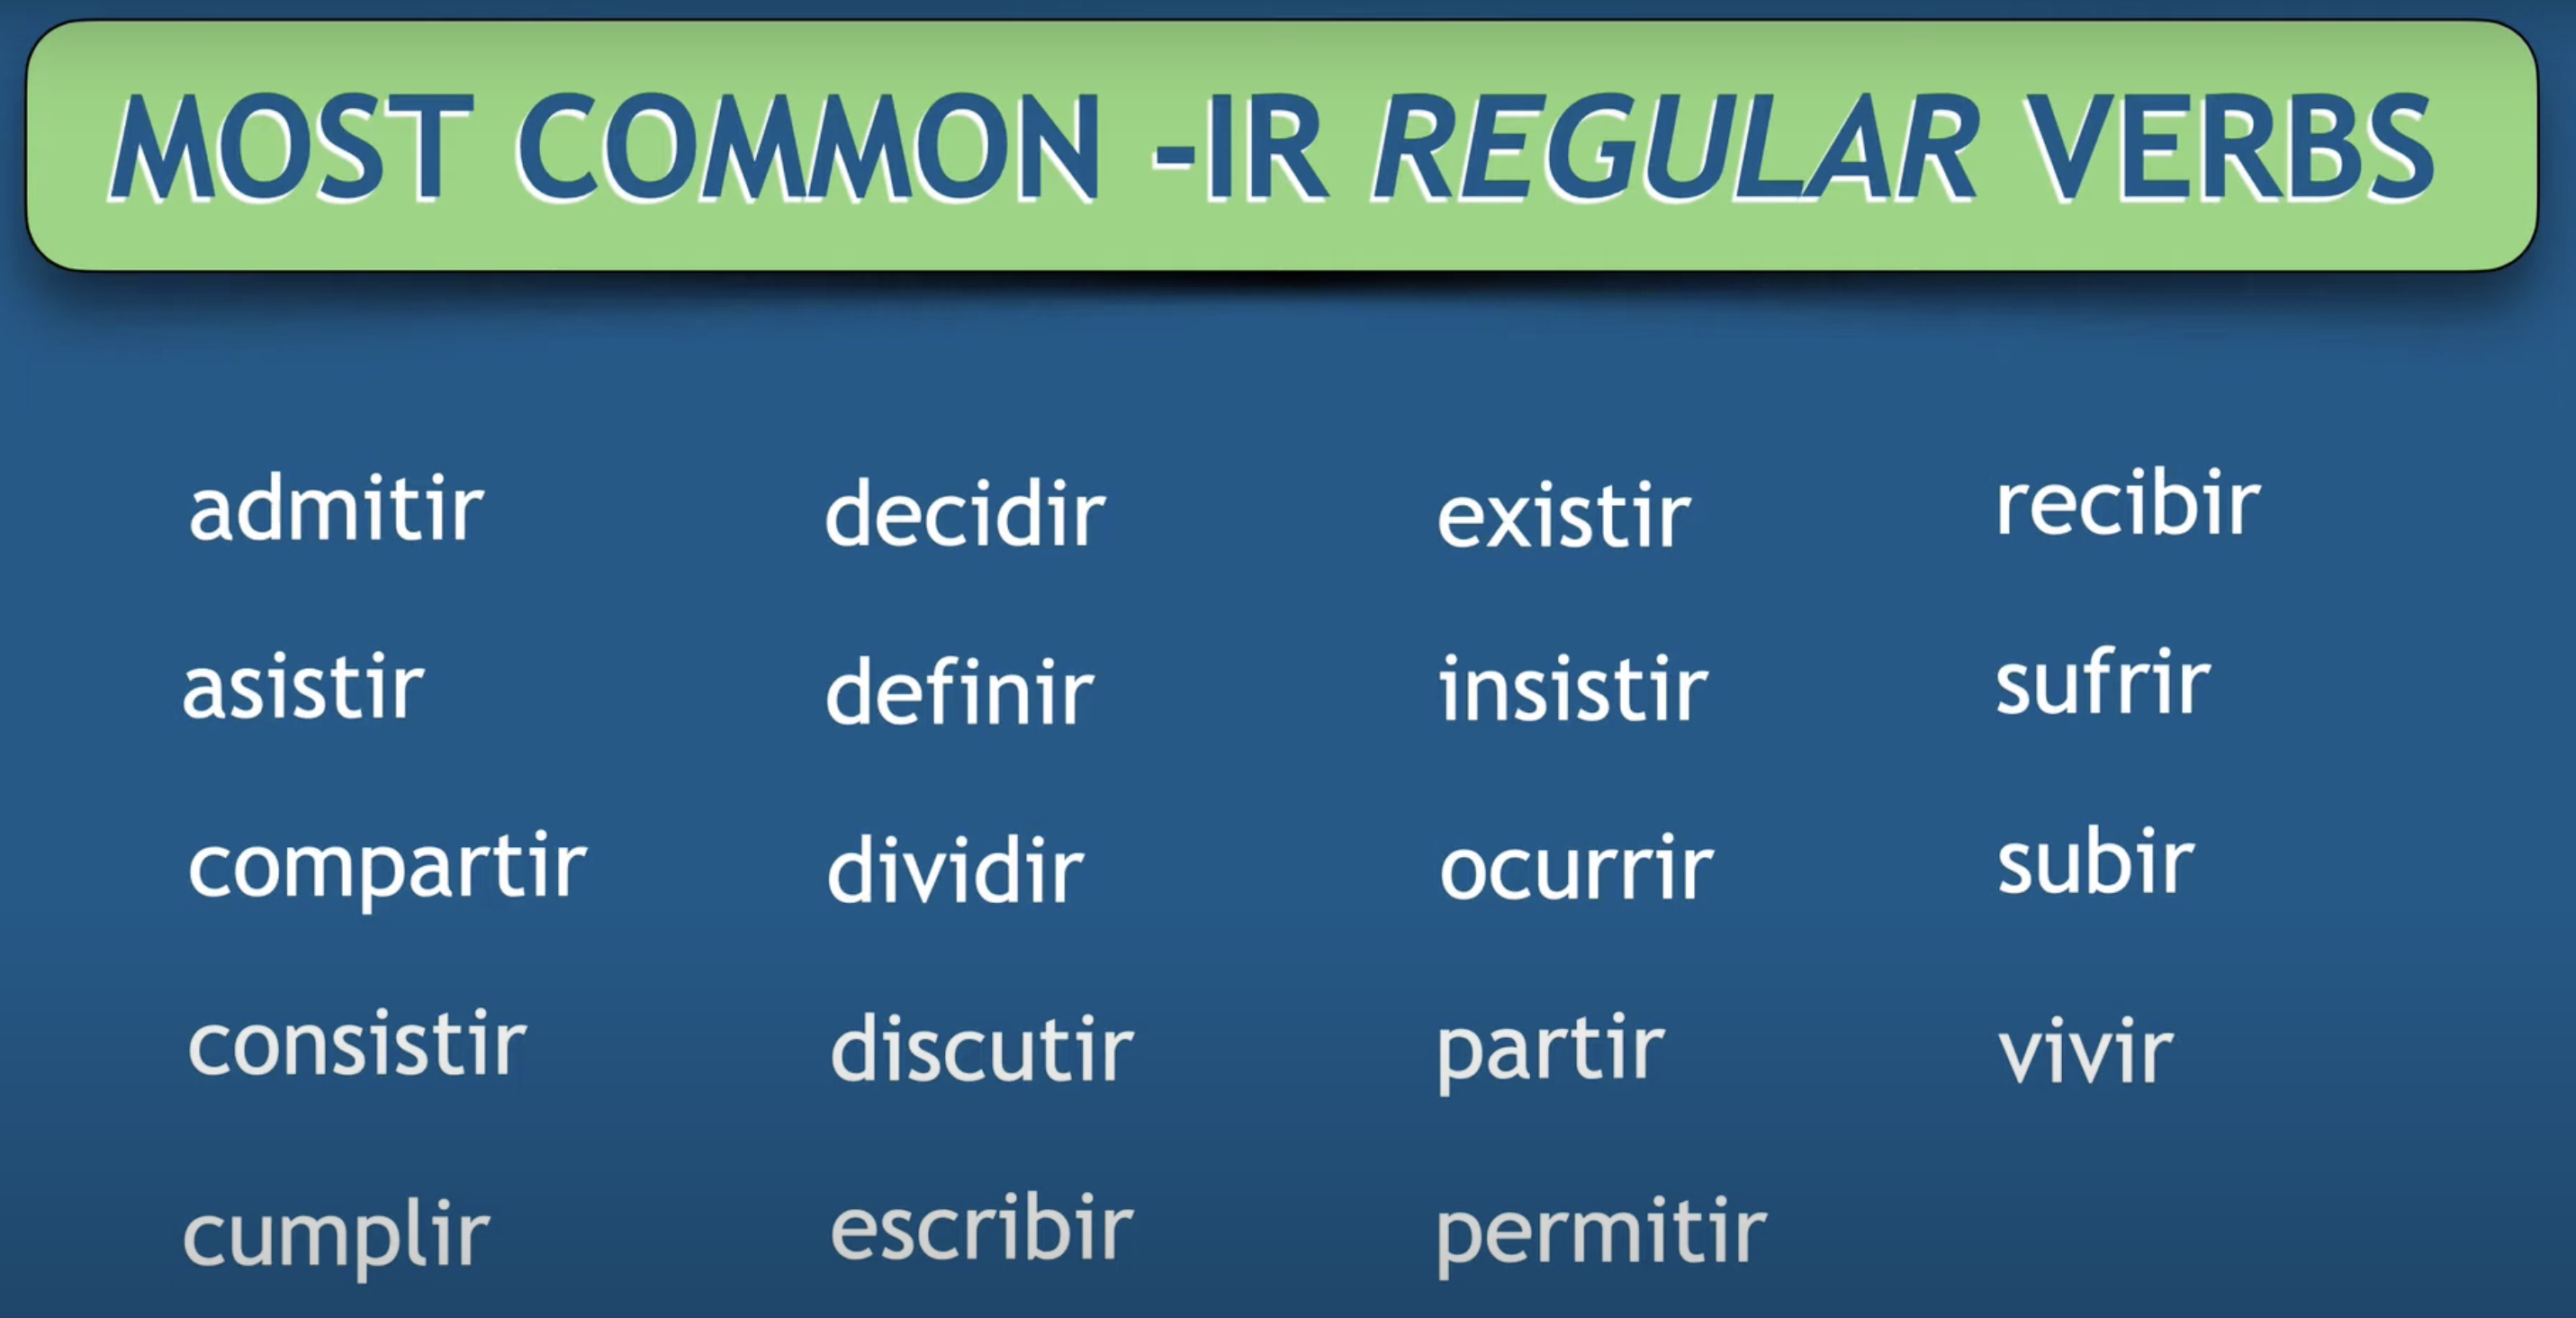 MOST COMMON -IR REGULAR VERBS
admitir
asistir
compartir
consistir
cumplir
decidir
definir
dividir
discutir
escribir
existir
insistir
ocurrir
partir
permitir
recibir
sufrir
subir
vivir